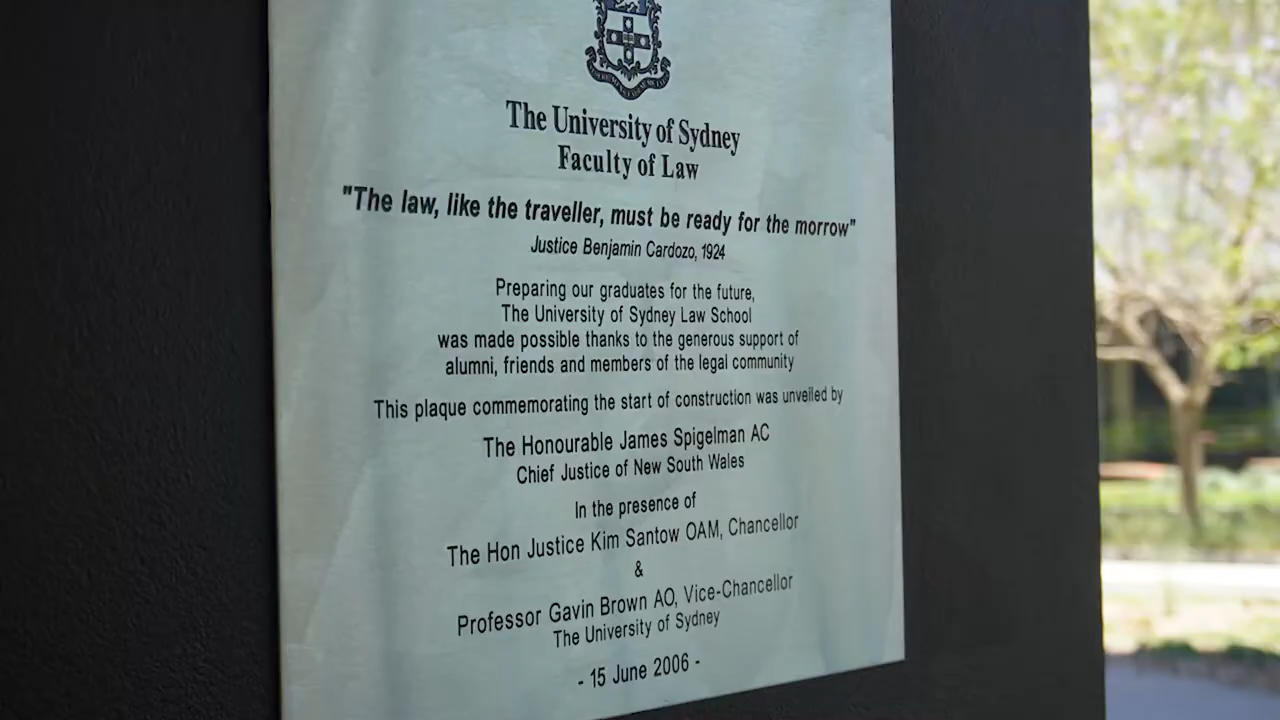 The University of Sydney
Faculty of Law
"The law, like the traveller, must be ready for the morrow"
Justice Benjamin Cardozo, 1924
Preparing our graduates for the future,
The University of Sydney Law School
was made possible thanks to the generous support of
alumni, friends and members of the legal community
This plaque commemorating the start of construction was unveiled by
The Honourable James Spigelman AC
Chief Justice of New South Wales
In the presence of
The Hon Justice Kim Santow OAM, Chancellor
&
Professor Gavin Brown AO, Vice-Chancellor
The University of Sydney
- 15 June 2006 -